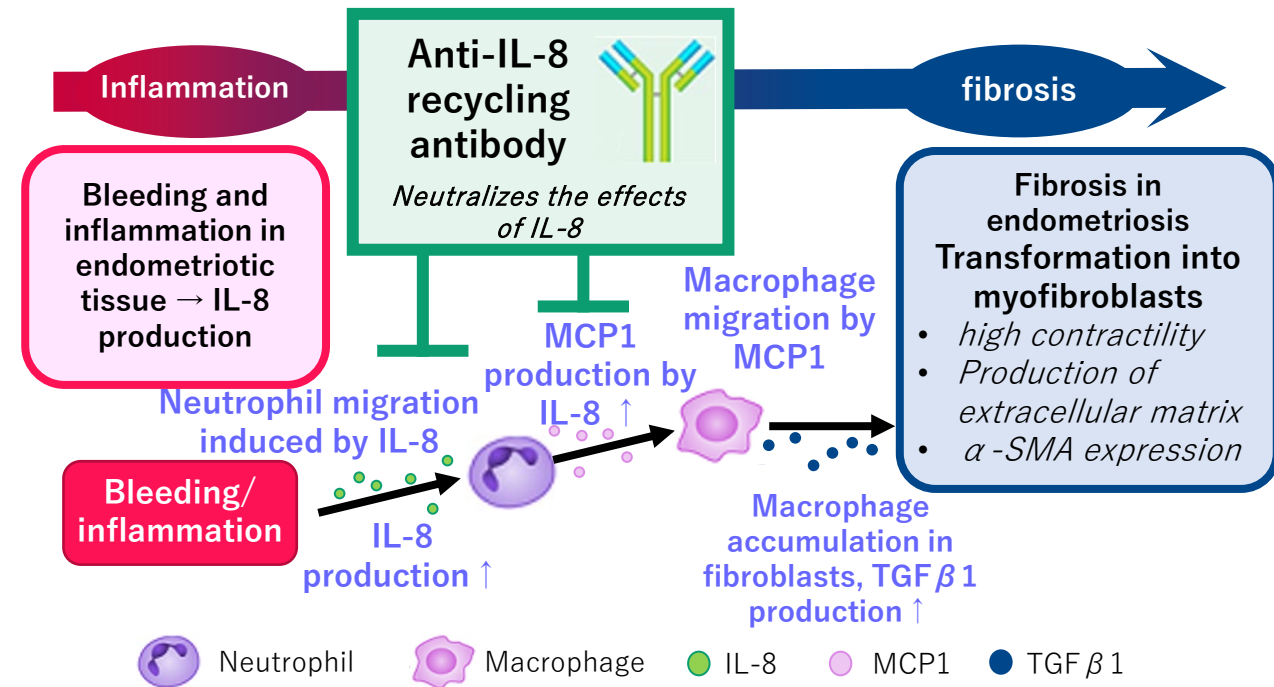 Inflammation
Anti-IL-8
recycling
antibody
Neutralizes the effects
of IL-8
fibrosis
Bleeding and
inflammation in
endometriotic
tissue → IL-8
production
Fibrosis in
endometriosis
Transformation into
myofibroblasts
• high contractility
• Production of
extracellular matrix
• α-SMA expression
Macrophage
migration by
MCP1
MCP1
production by
IL-8 ↑
Neutrophil migration
induced by IL-8
Bleeding/
inflammation
IL-8
production ↑
Macrophage
accumulation in
fibroblasts, TGFβ1
production ↑
Neutrophil
Macrophage
IL-8
MCP1
TGFβ1